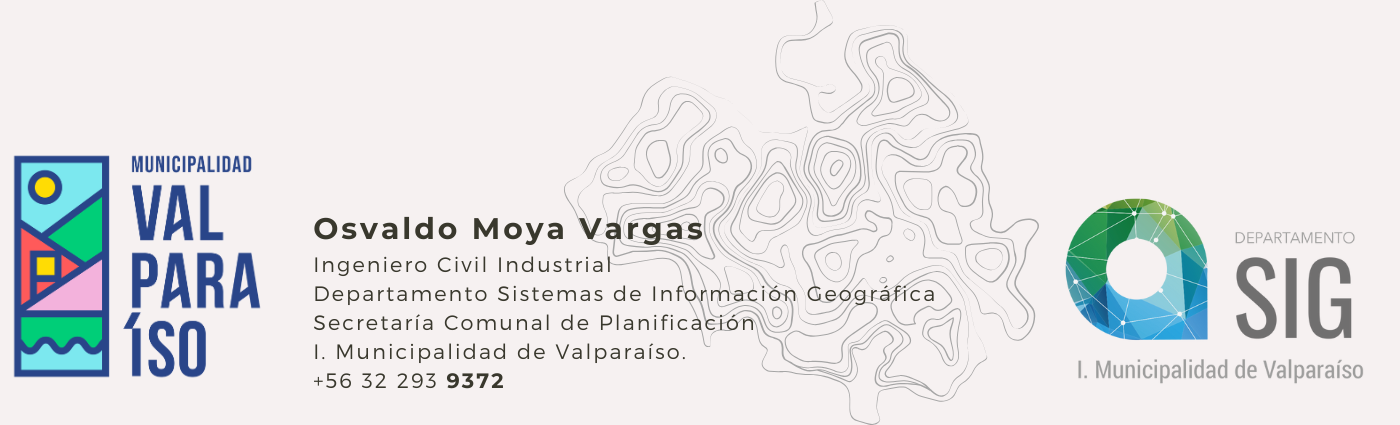 MUNICIPALIDAD
VAL
PARA
ÍSO
Osvaldo Moya Vargas
Ingeniero Civil Industrial
Departamento Sistemas de Información Geográfica
Secretaría Comunal de Planificación
I. Municipalidad de Valparaíso.
+56 32 293 9372
DEPARTAMENTO
SIG
I. Municipalidad de Valparaíso